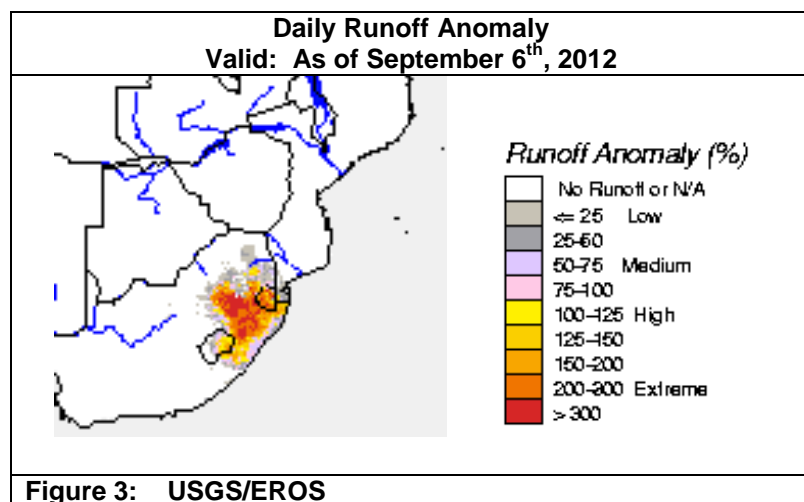 Daily Runoff Anomaly
Valid: As of September 6th, 2012
Runoff Anomaly (%)
No Runoff or N/A
<= 25 Low
25-50
50-75 Medium
75-100
100-125 High
125-150
150-200
200-300 Extreme
> 300
Figure 3: USGS/EROS